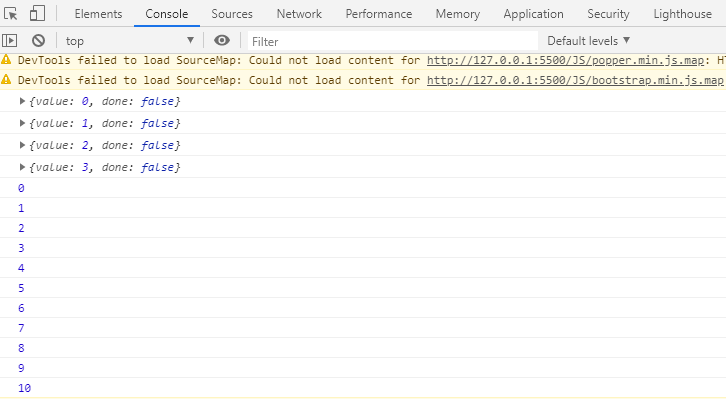 Elements Console Sources Network Performance Memory Application Security Lighthouse
top Filter Default levels
DevTools failed to load SourceMap: Could not load content for http://127.0.0.1:5500/JS/popper.min.js.map: HT
DevTools failed to load SourceMap: Could not load content for http://127.0.0.1:5500/JS/bootstrap.min.js.map
{value: 0, done: false}
{value: 1, done: false}
{value: 2, done: false}
{value: 3, done: false}
0
1
2
3
4
5
6
7
8
9
10